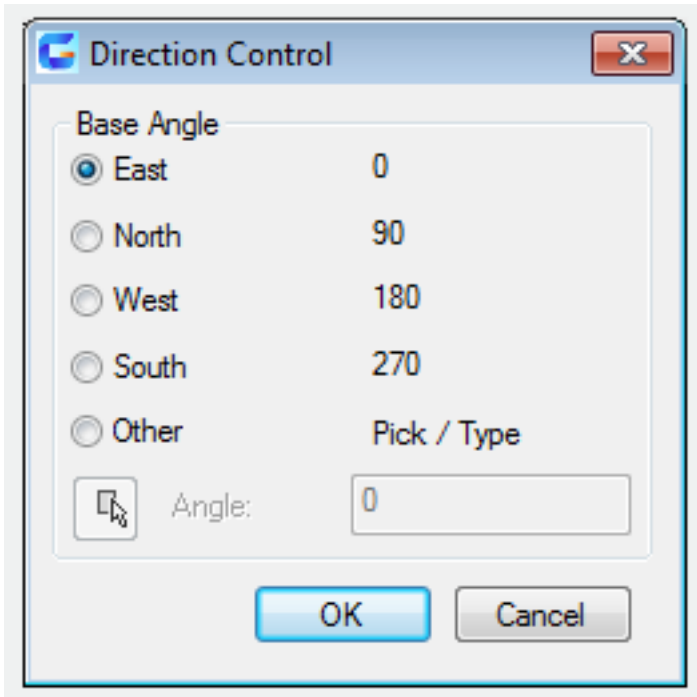 Direction Control
Base Angle
East 0
North 90
West 180
South 270
Other Pick / Type
Angle: 0
OK Cancel